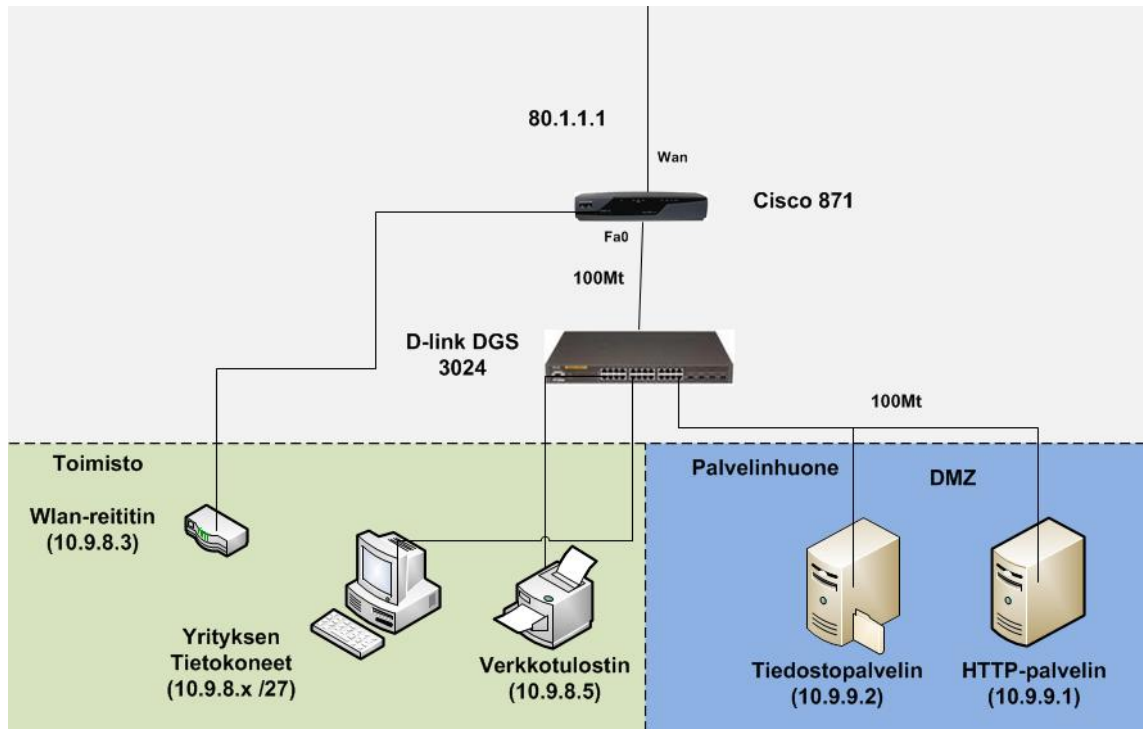 80.1.1.1
Wan
Cisco 871
Fa0
100Mt
D-link DGS
3024
100Mt
Toimisto
Wlan-reititin
(10.9.8.3)
Yrityksen
Tietokoneet
(10.9.8.x /27)
Verkkotulostin
(10.9.8.5)
Palvelinhuone
DMZ
Tiedostopalvelin
(10.9.9.2)
HTTP-palvelin
(10.9.9.1)